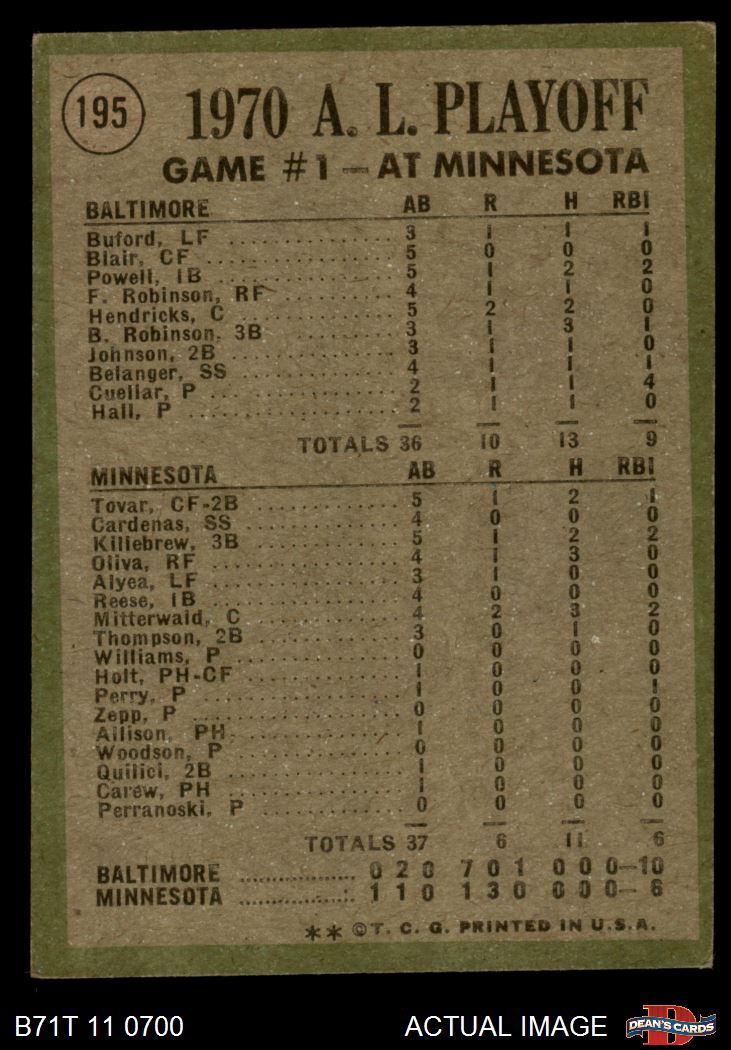 195
1970 A. L. PLAYOFF
GAME #1 — AT MINNESOTA
BALTIMORE AB R H RBI
Buford, LF 3 1 1 1
Blair, CF 5 0 0 0
Powell, 1B 5 1 2 2
F. Robinson, RF 4 1 1 0
Hendricks, C 5 2 2 0
B. Robinson, 3B 3 1 3 1
Johnson, 2B 3 1 1 0
Belanger, SS 4 1 1 1
Cuellar, P 2 1 1 4
Hall, P 2 1 1 0
TOTALS 36 10 13 9
MINNESOTA AB R H RBI
Tovar, CF-2B 5 1 2 1
Cardenas, SS 4 0 0 0
Killebrew, 3B 5 1 2 2
Oliva, RF 4 1 3 0
Alyea, LF 3 1 0 0
Reese, 1B 4 0 0 0
Mitterwald, C 4 2 3 2
Thompson, 2B 3 0 1 0
Williams, P 0 0 0 0
Holt, PH-CF 1 0 0 0
Perry, P 1 0 0 1
Zepp, P 0 0 0 0
Allison, PH 1 0 0 0
Woodson, P 0 0 0 0
Quilici, 2B 1 0 0 0
Carew, PH 1 0 0 0
Perranoski, P 0 0 0 0
TOTALS 37 6 11 6
BALTIMORE 0 2 0 7 0 1 0 0 0—10
MINNESOTA 1 1 0 1 3 0 0 0 0— 6
** ©T. C. G. PRINTED IN U.S.A.
B71T 11 0700 ACTUAL IMAGE DEAN'S CARDS